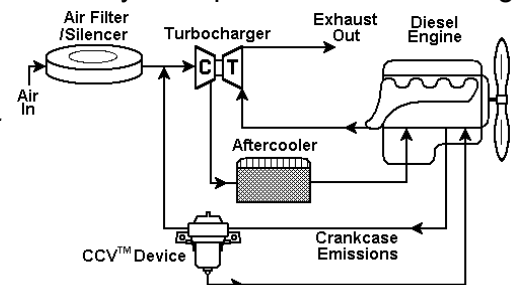 Air Filter
/Silencer
Turbocharger
Exhaust
Out
Diesel
Engine
C T
Air
In
Aftercooler
Crankcase
Emissions
CCV™ Device